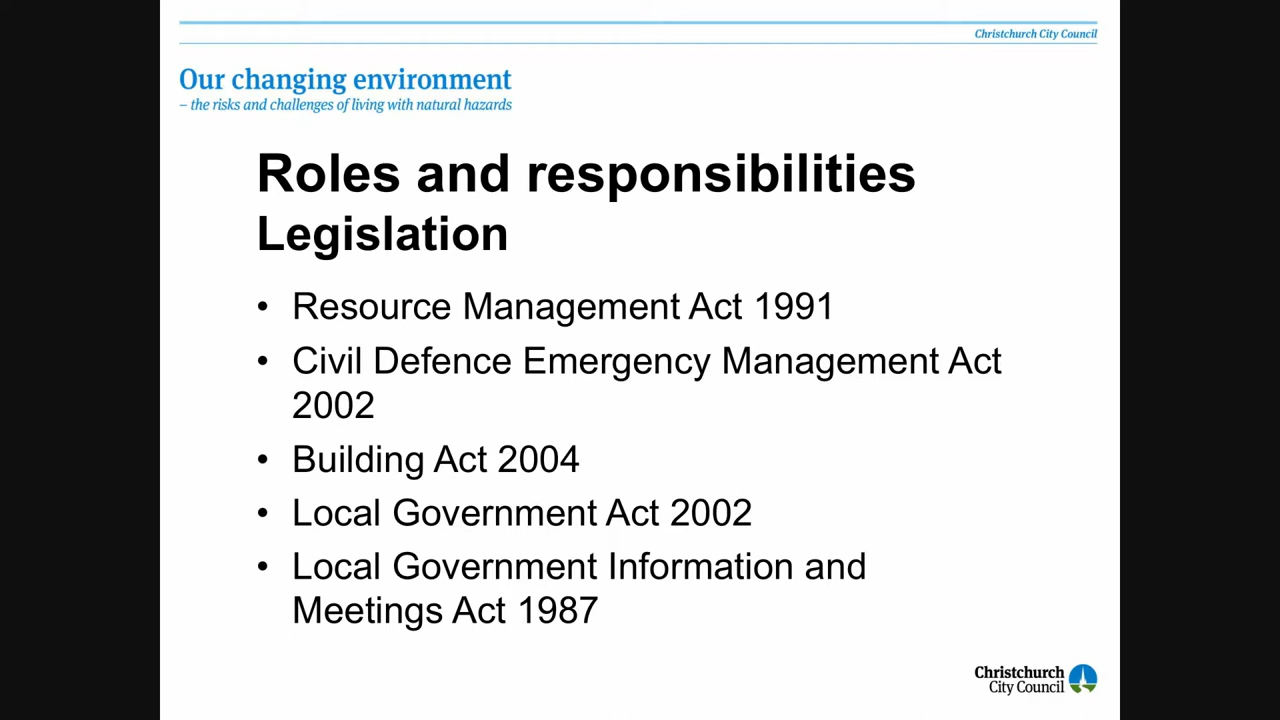 Christchurch City Council
Our changing environment
– the risks and challenges of living with natural hazards
Roles and responsibilities
Legislation
• Resource Management Act 1991
• Civil Defence Emergency Management Act
2002
• Building Act 2004
• Local Government Act 2002
• Local Government Information and
Meetings Act 1987
Christchurch
City Council